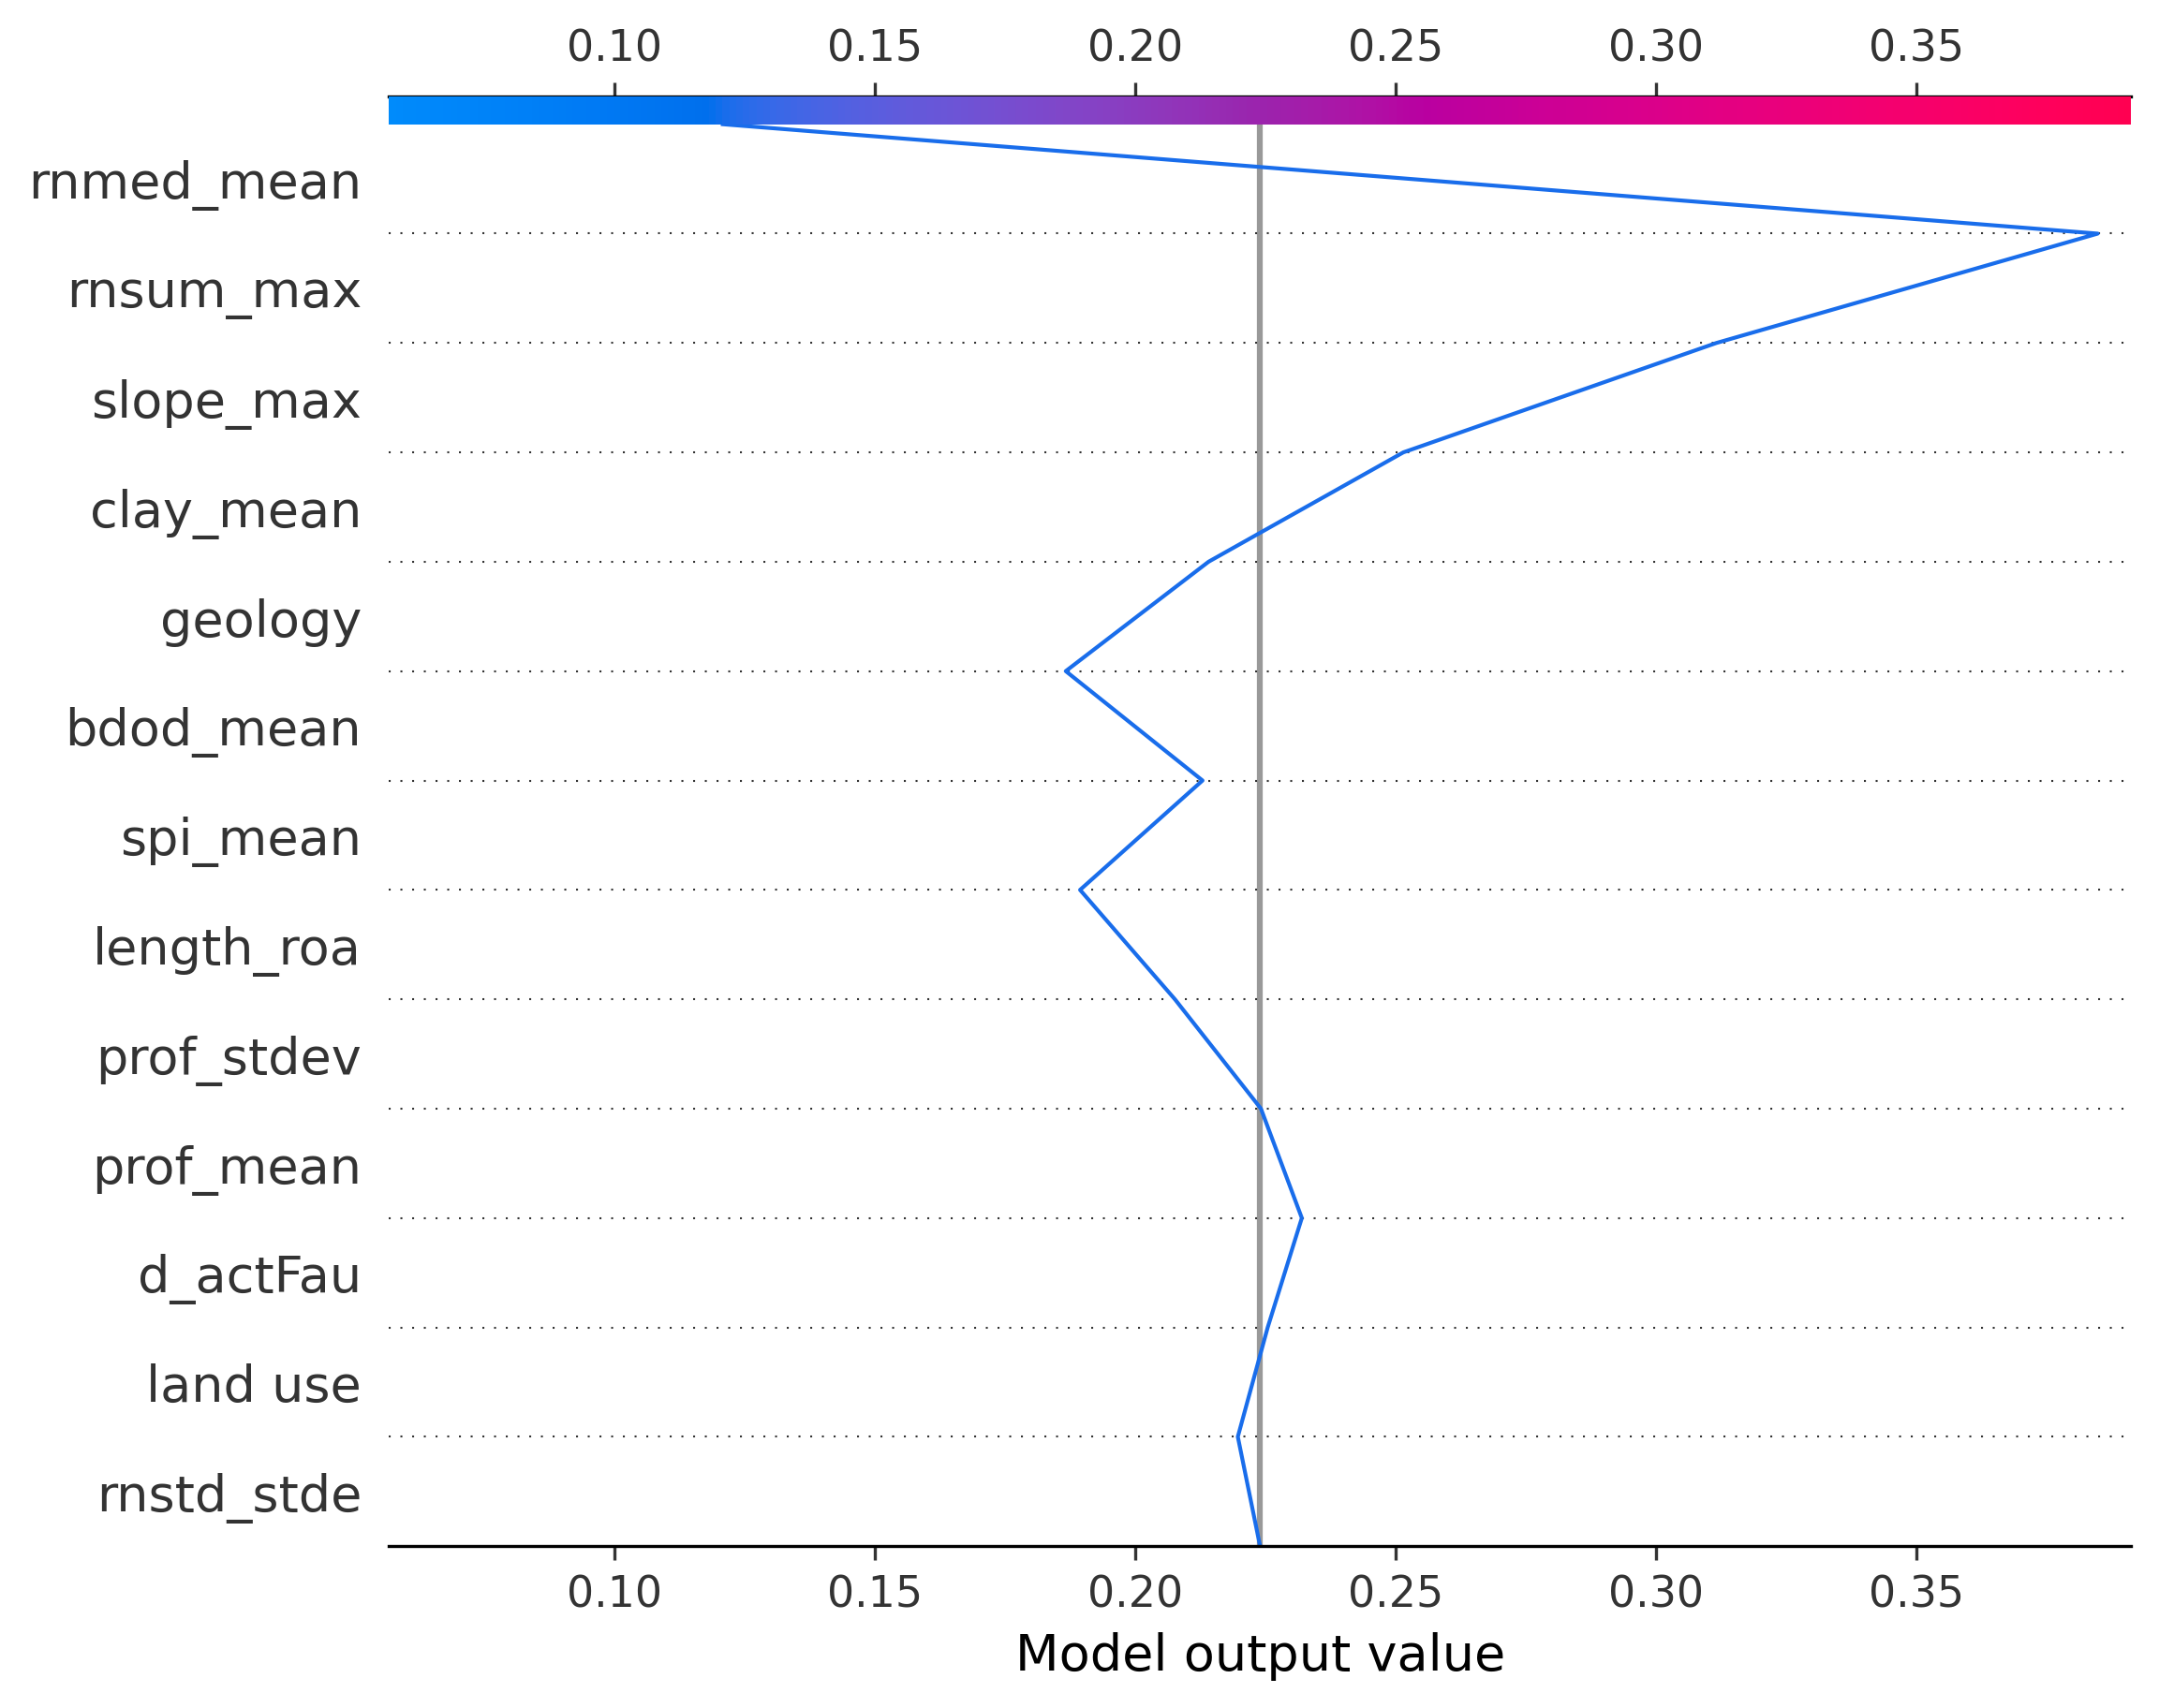 0.10 0.15 0.20 0.25 0.30 0.35
rnmed_mean
rnsum_max
slope_max
clay_mean
geology
bdod_mean
spi_mean
length_roa
prof_stdev
prof_mean
d_actFau
land use
rnstd_stde
0.10 0.15 0.20 0.25 0.30 0.35
Model output value